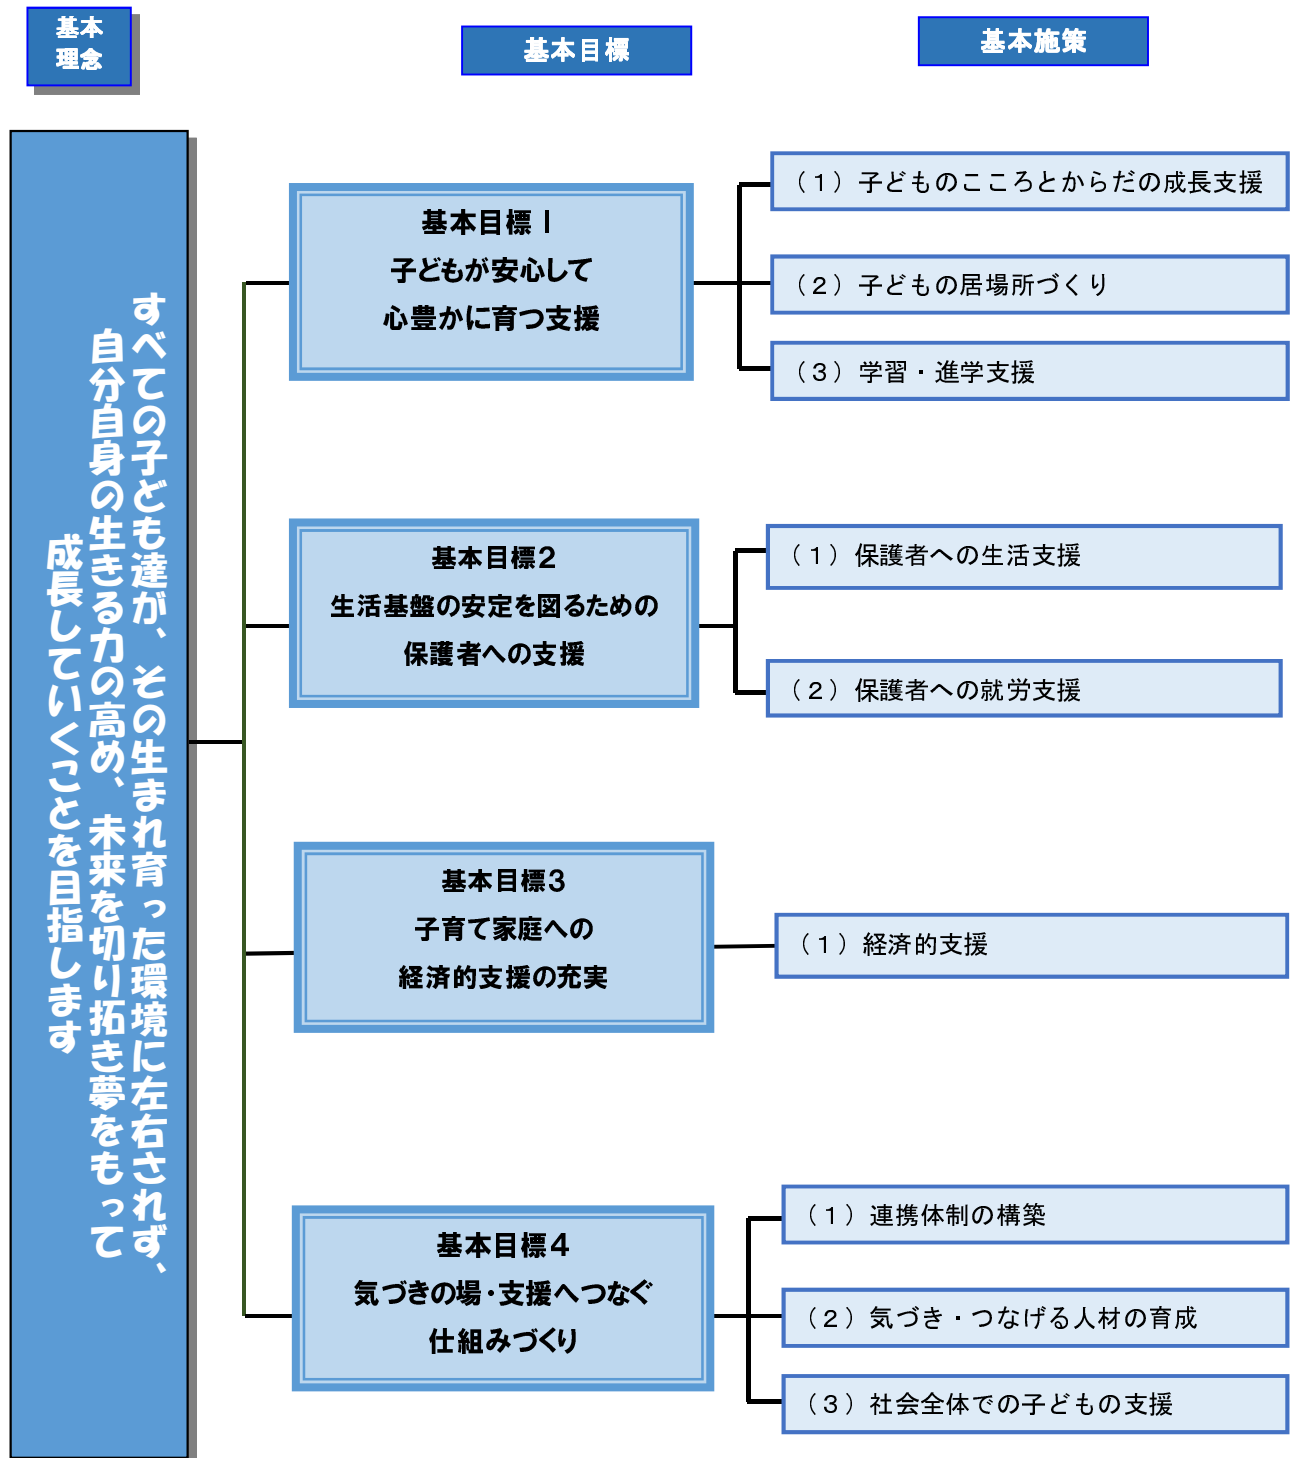 基本
理念
基本目標
基本施策
すべての子ども達が、その生まれ育った環境に左右されず、
自分自身の生きる力の高め、未来を切り拓き夢をもって
成長していくことを目指します
基本目標1
子どもが安心して
心豊かに育つ支援
（1）子どものこころとからだの成長支援
（2）子どもの居場所づくり
（3）学習・進学支援
基本目標2
生活基盤の安定を図るための
保護者への支援
（1）保護者への生活支援
（2）保護者への就労支援
基本目標3
子育て家庭への
経済的支援の充実
（1）経済的支援
基本目標4
気づきの場・支援へつなぐ
仕組みづくり
（1）連携体制の構築
（2）気づき・つなげる人材の育成
（3）社会全体での子どもの支援